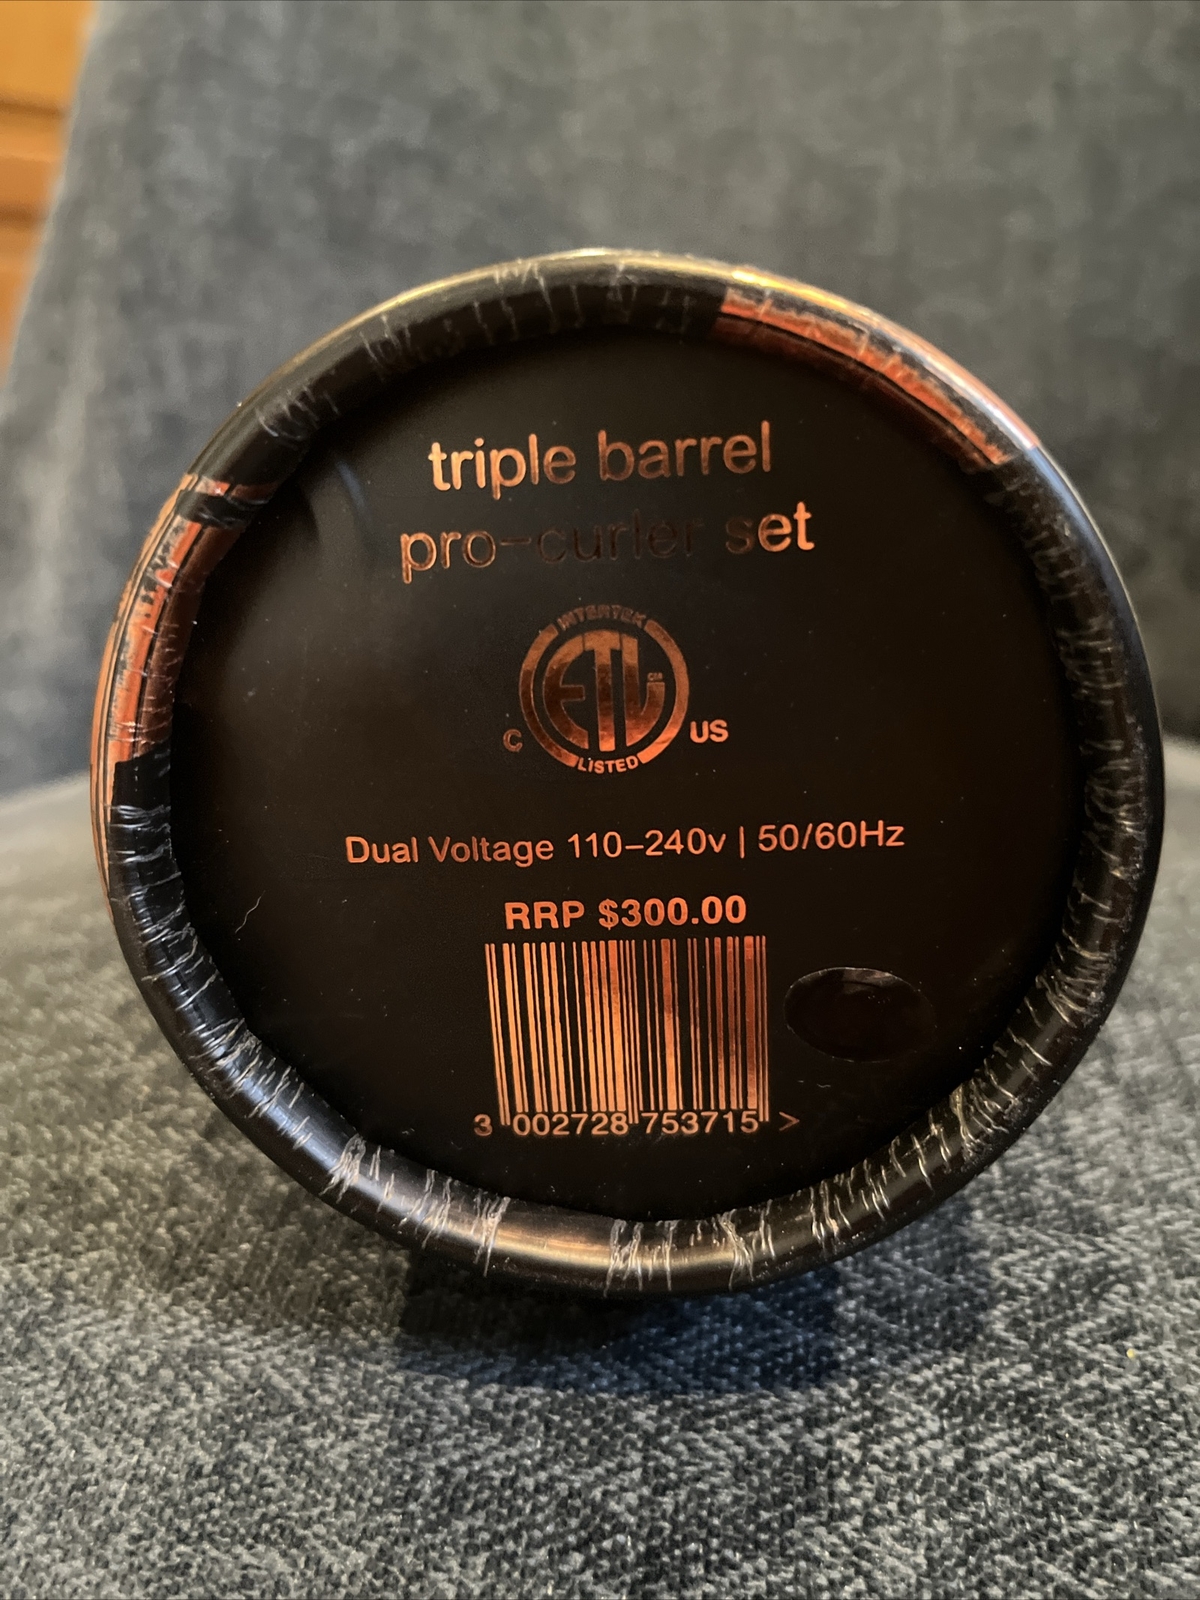 triple barrel
pro-curler set
INTERTEK
ETL
CM
C
US
LISTED
Dual Voltage 110-240v | 50/60Hz
RRP $300.00
3 002728 753715 >